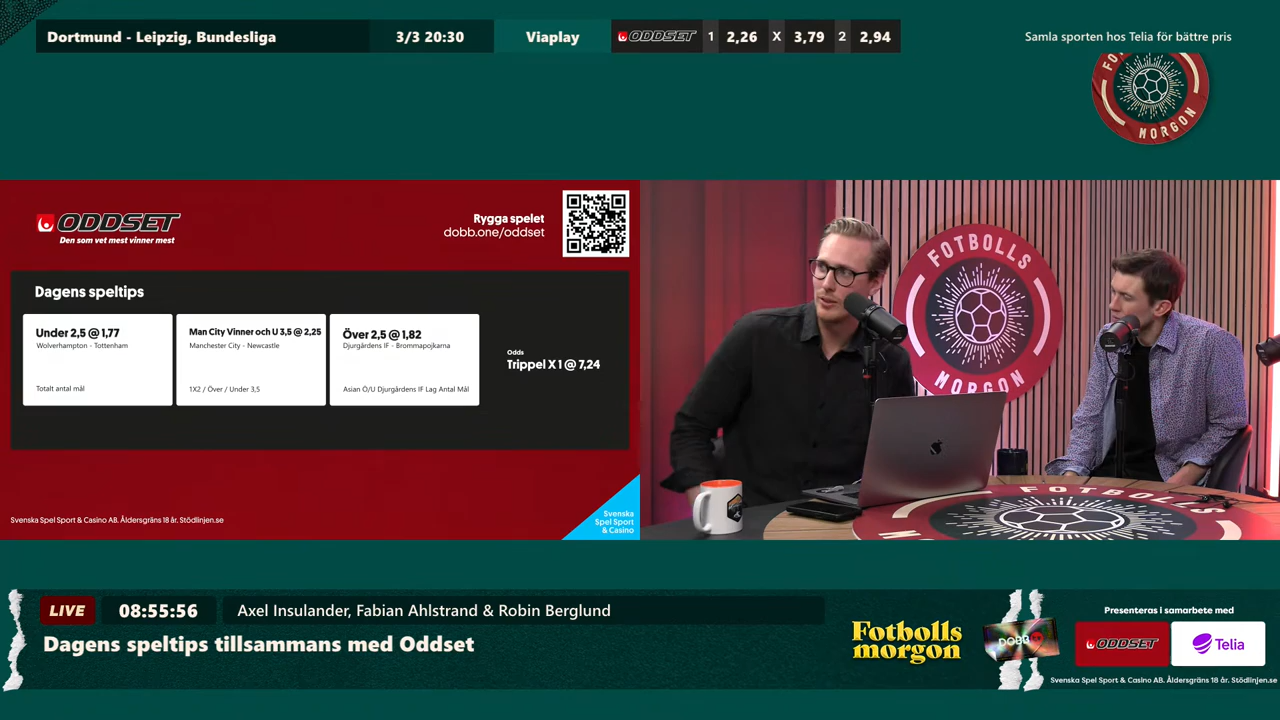 Dortmund - Leipzig, Bundesliga
3/3 20:30
Viaplay
ODDSET 1 2,26 X 3,79 2 2,94
Samla sporten hos Telia för bättre pris
FO
MORGON
ODDSET
Den som vet mest vinner mest
Rygga spelet
dobb.one/oddset
Dagens speltips
Under 2,5 @ 1,77
Wolverhampton - Tottenham
Totalt antal mål
Man City Vinner och U 3,5 @ 2,25
Manchester City - Newcastle
1X2 / Över / Under 3,5
Över 2,5 @ 1,82
Djurgårdens IF - Brommapojkarna
Asian Ö/U Djurgårdens IF Lag Antal Mål
Odds
Trippel X 1 @ 7,24
Svenska Spel Sport & Casino AB. Åldersgräns 18 år. Stödlinjen.se
Svenska
Spel Sport
& Casino
FOTBOLLS
MORGON
FOTBOLLS
LIVE
08:55:56
Axel Insulander, Fabian Ahlstrand & Robin Berglund
Dagens speltips tillsammans med Oddset
Fotbolls
morgon
DOBB
Presenteras i samarbete med
ODDSET
Telia
Svenska Spel Sport & Casino AB. Åldersgräns 18 år. Stödlinjen.se